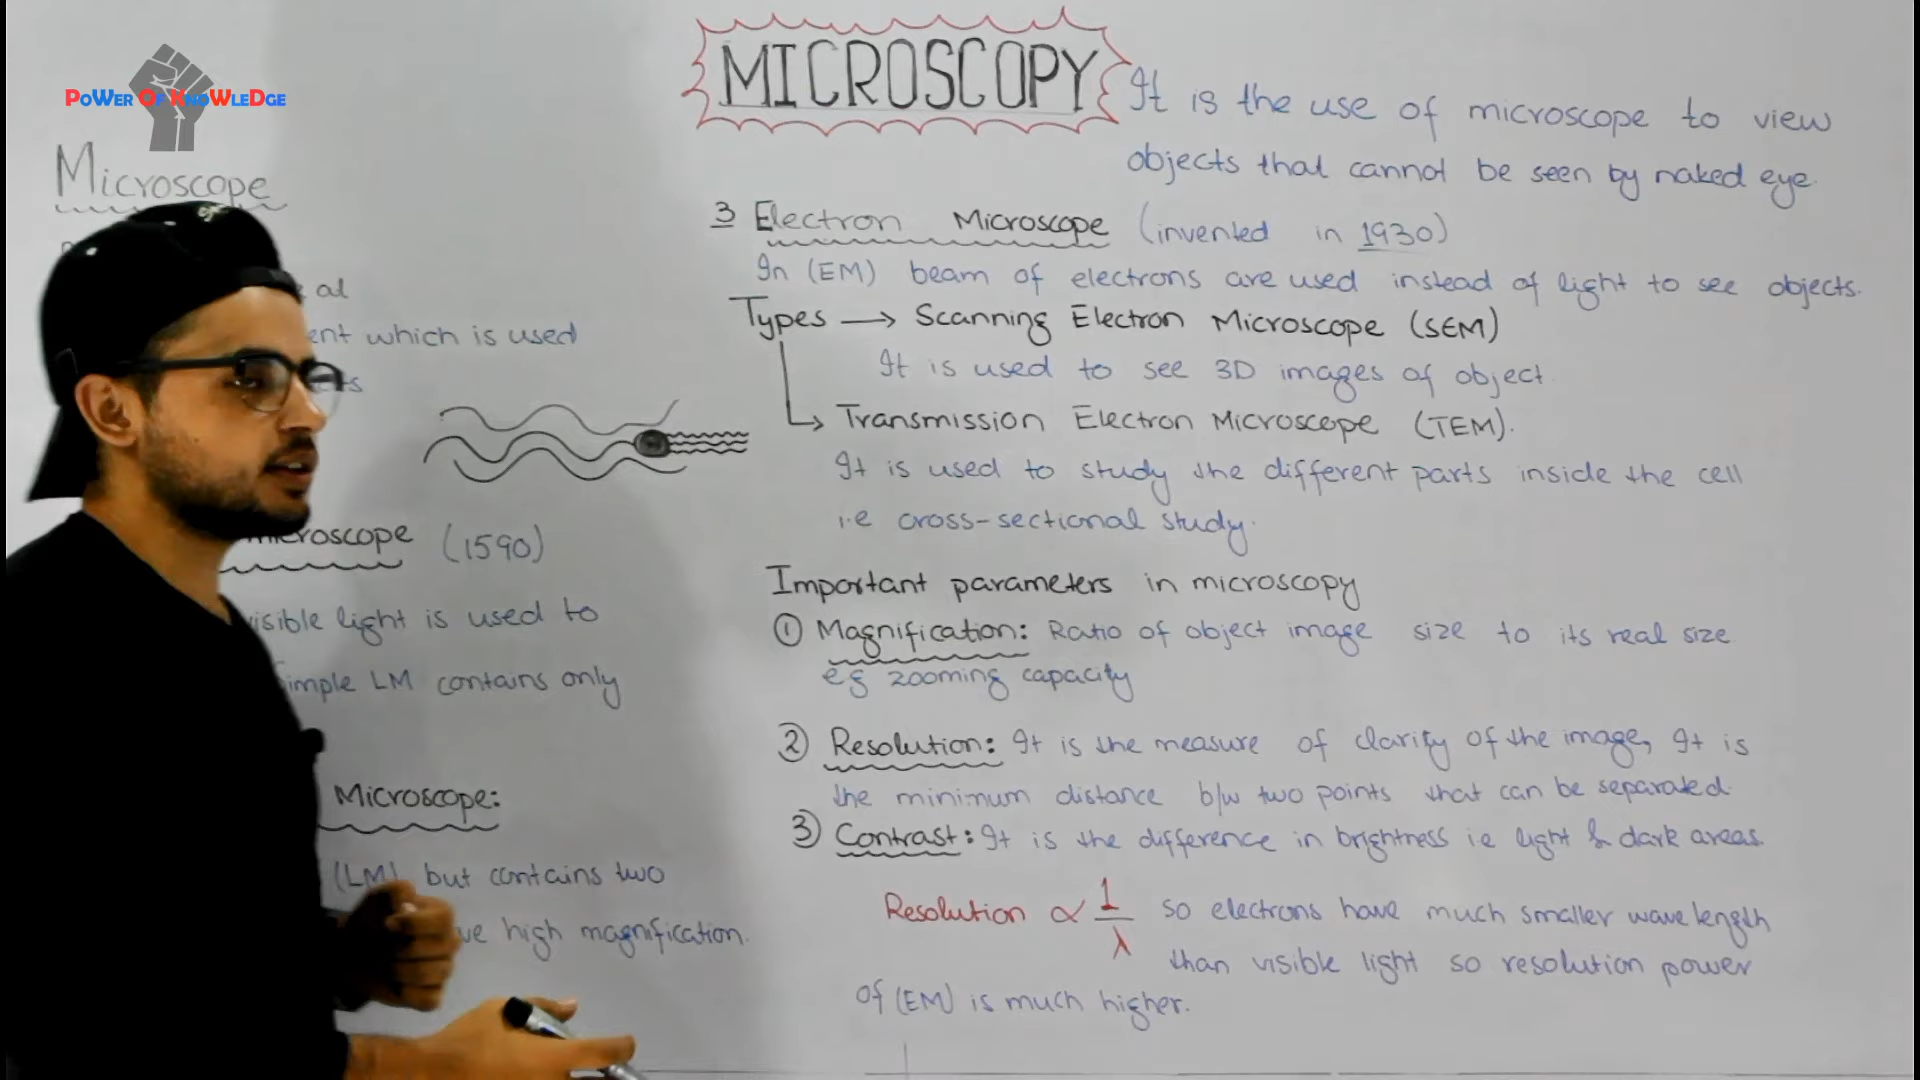 PoWer Of KnoWleDge
MICROSCOPY
It is the use of microscope to view
objects that cannot be seen by naked eye.
Microscope
al
ent which is used
ts
microscope (1590)
visible light is used to
Simple LM contains only
Microscope:
(LM) but contains two
ve high magnification.
3 Electron Microscope (invented in 1930)
In (EM) beam of electrons are used instead of light to see objects.
Types → Scanning Electron Microscope (SEM)
It is used to see 3D images of object.
Transmission Electron Microscope (TEM).
It is used to study the different parts inside the cell
i.e cross-sectional study.
Important parameters in microscopy
① Magnification: Ratio of object image size to its real size
eg zooming capacity
② Resolution: It is the measure of clarity of the image, It is
the minimum distance b/w two points that can be separated.
③ Contrast: It is the difference in brightness i.e light & dark areas.
Resolution ∝ 1/λ so electrons have much smaller wavelength
than visible light so resolution power
of (EM) is much higher.